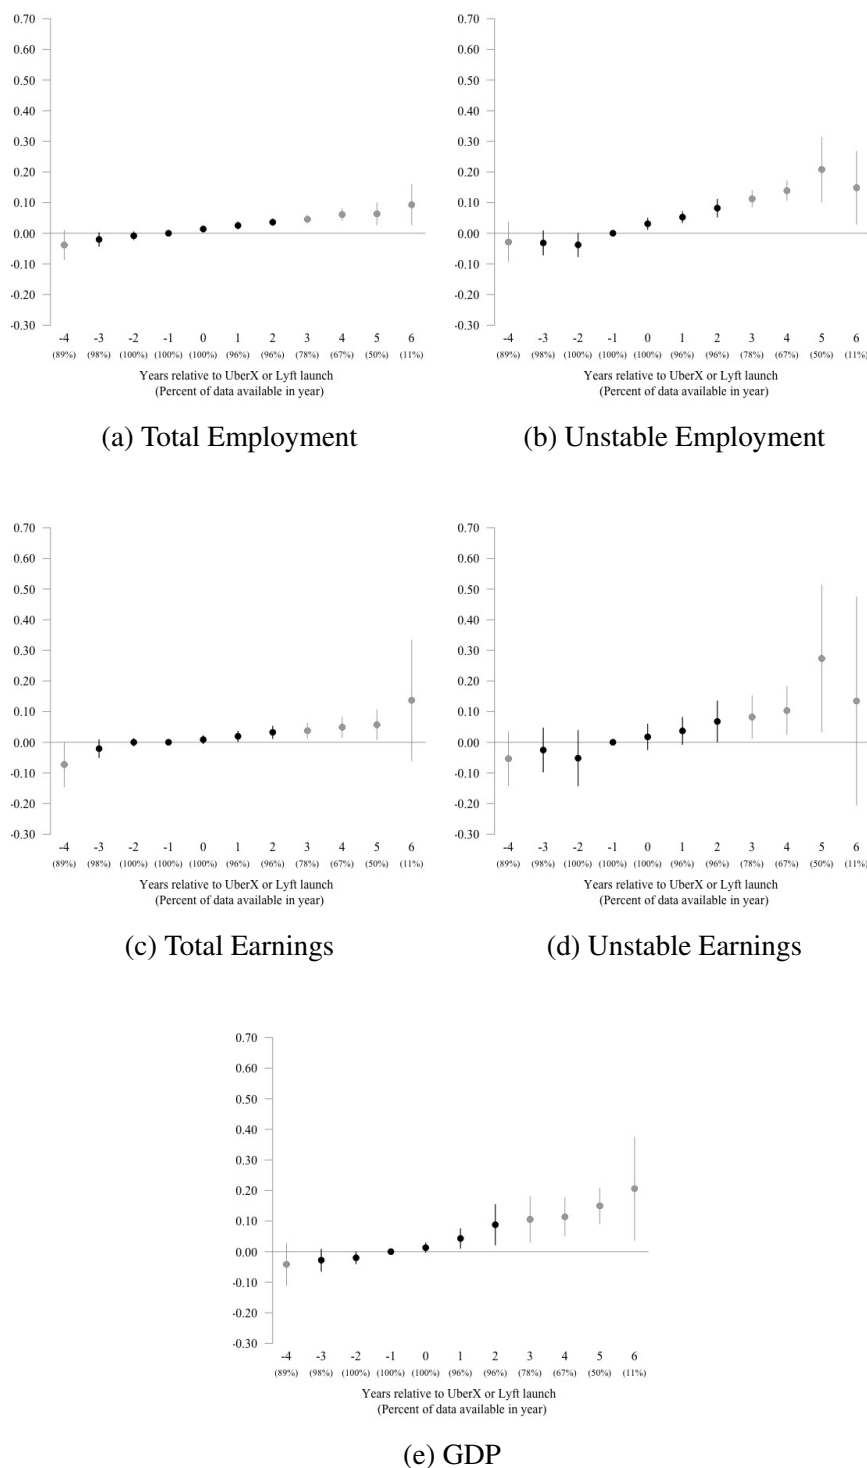 0.70
0.60
0.50
0.40
0.30
0.20
0.10
0.00
-0.10
-0.20
-0.30
-4 -3 -2 -1 0 1 2 3 4 5 6
(89%) (98%) (100%) (100%) (100%) (96%) (96%) (78%) (67%) (50%) (11%)
Years relative to UberX or Lyft launch
(Percent of data available in year)
(a) Total Employment
0.70
0.60
0.50
0.40
0.30
0.20
0.10
0.00
-0.10
-0.20
-0.30
-4 -3 -2 -1 0 1 2 3 4 5 6
(89%) (98%) (100%) (100%) (100%) (96%) (96%) (78%) (67%) (50%) (11%)
Years relative to UberX or Lyft launch
(Percent of data available in year)
(b) Unstable Employment
0.70
0.60
0.50
0.40
0.30
0.20
0.10
0.00
-0.10
-0.20
-0.30
-4 -3 -2 -1 0 1 2 3 4 5 6
(89%) (98%) (100%) (100%) (100%) (96%) (96%) (78%) (67%) (50%) (11%)
Years relative to UberX or Lyft launch
(Percent of data available in year)
(c) Total Earnings
0.70
0.60
0.50
0.40
0.30
0.20
0.10
0.00
-0.10
-0.20
-0.30
-4 -3 -2 -1 0 1 2 3 4 5 6
(89%) (98%) (100%) (100%) (100%) (96%) (96%) (78%) (67%) (50%) (11%)
Years relative to UberX or Lyft launch
(Percent of data available in year)
(d) Unstable Earnings
0.70
0.60
0.50
0.40
0.30
0.20
0.10
0.00
-0.10
-0.20
-0.30
-4 -3 -2 -1 0 1 2 3 4 5 6
(89%) (98%) (100%) (100%) (100%) (96%) (96%) (78%) (67%) (50%) (11%)
Years relative to UberX or Lyft launch
(Percent of data available in year)
(e) GDP